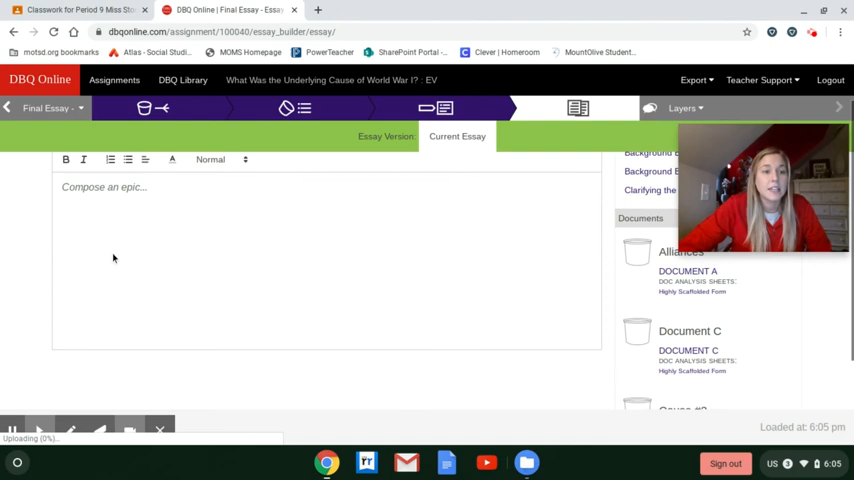 Classwork for Period 9 Miss Sto
DBQ Online | Final Essay - Essay
dbqonline.com/assignment/100040/essay_builder/essay/
motsd.org bookmarks
Atlas - Social Studi...
MOMS Homepage
PowerTeacher
SharePoint Portal -...
Clever | Homeroom
MountOlive Student...
DBQ Online
Assignments
DBQ Library
What Was the Underlying Cause of World War I? : EV
Export
Teacher Support
Logout
Final Essay -
Layers
Essay Version:
Current Essay
B I
A
Normal
Compose an epic...
Background E
Background E
Clarifying the
Documents
Alliances
DOCUMENT A
DOC ANALYSIS SHEETS:
Highly Scaffolded Form
Document C
DOCUMENT C
DOC ANALYSIS SHEETS:
Highly Scaffolded Form
Cause #2
Loaded at: 6:05 pm
Uploading (0%)...
Sign out
US 3 6:05